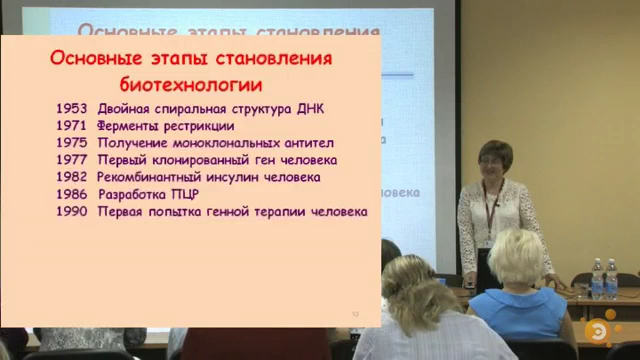 Основные этапы становления
Основные этапы становления
биотехнологии
1953 Двойная спиральная структура ДНК
1971 Ферменты рестрикции
1975 Получение моноклональных антител
1977 Первый клонированный ген человека
1982 Рекомбинантный инсулин человека
1986 Разработка ПЦР
1990 Первая попытка генной терапии человека